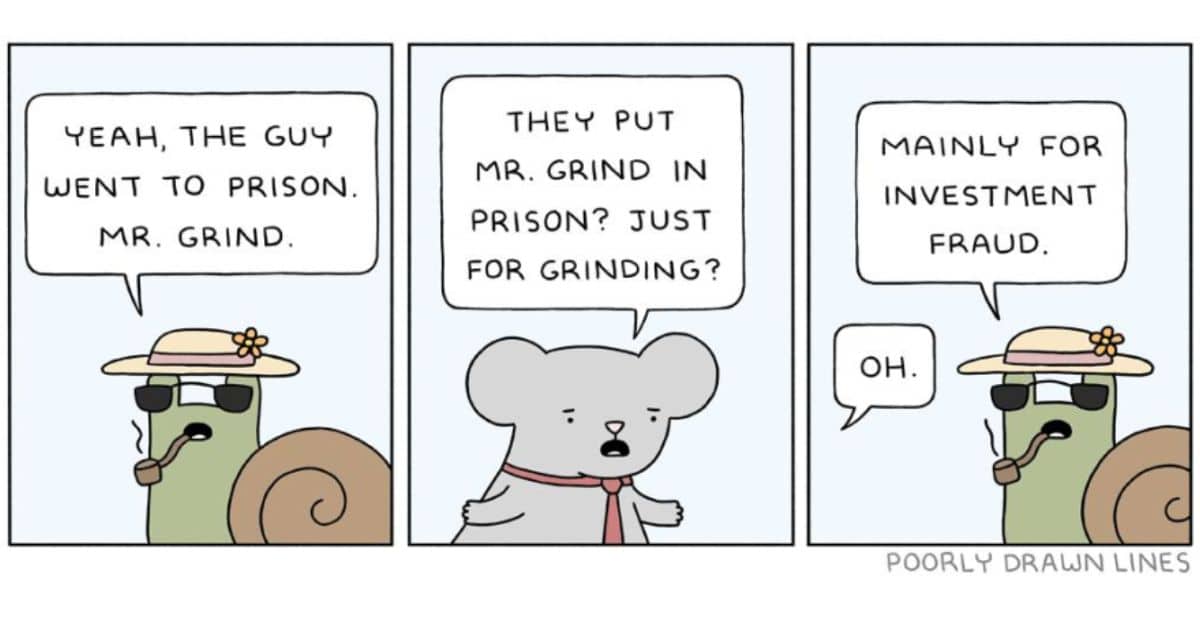 YEAH, THE GUY
WENT TO PRISON.
MR. GRIND.
THEY PUT
MR. GRIND IN
PRISON? JUST
FOR GRINDING?
MAINLY FOR
INVESTMENT
FRAUD.
OH.
POORLY DRAWN LINES